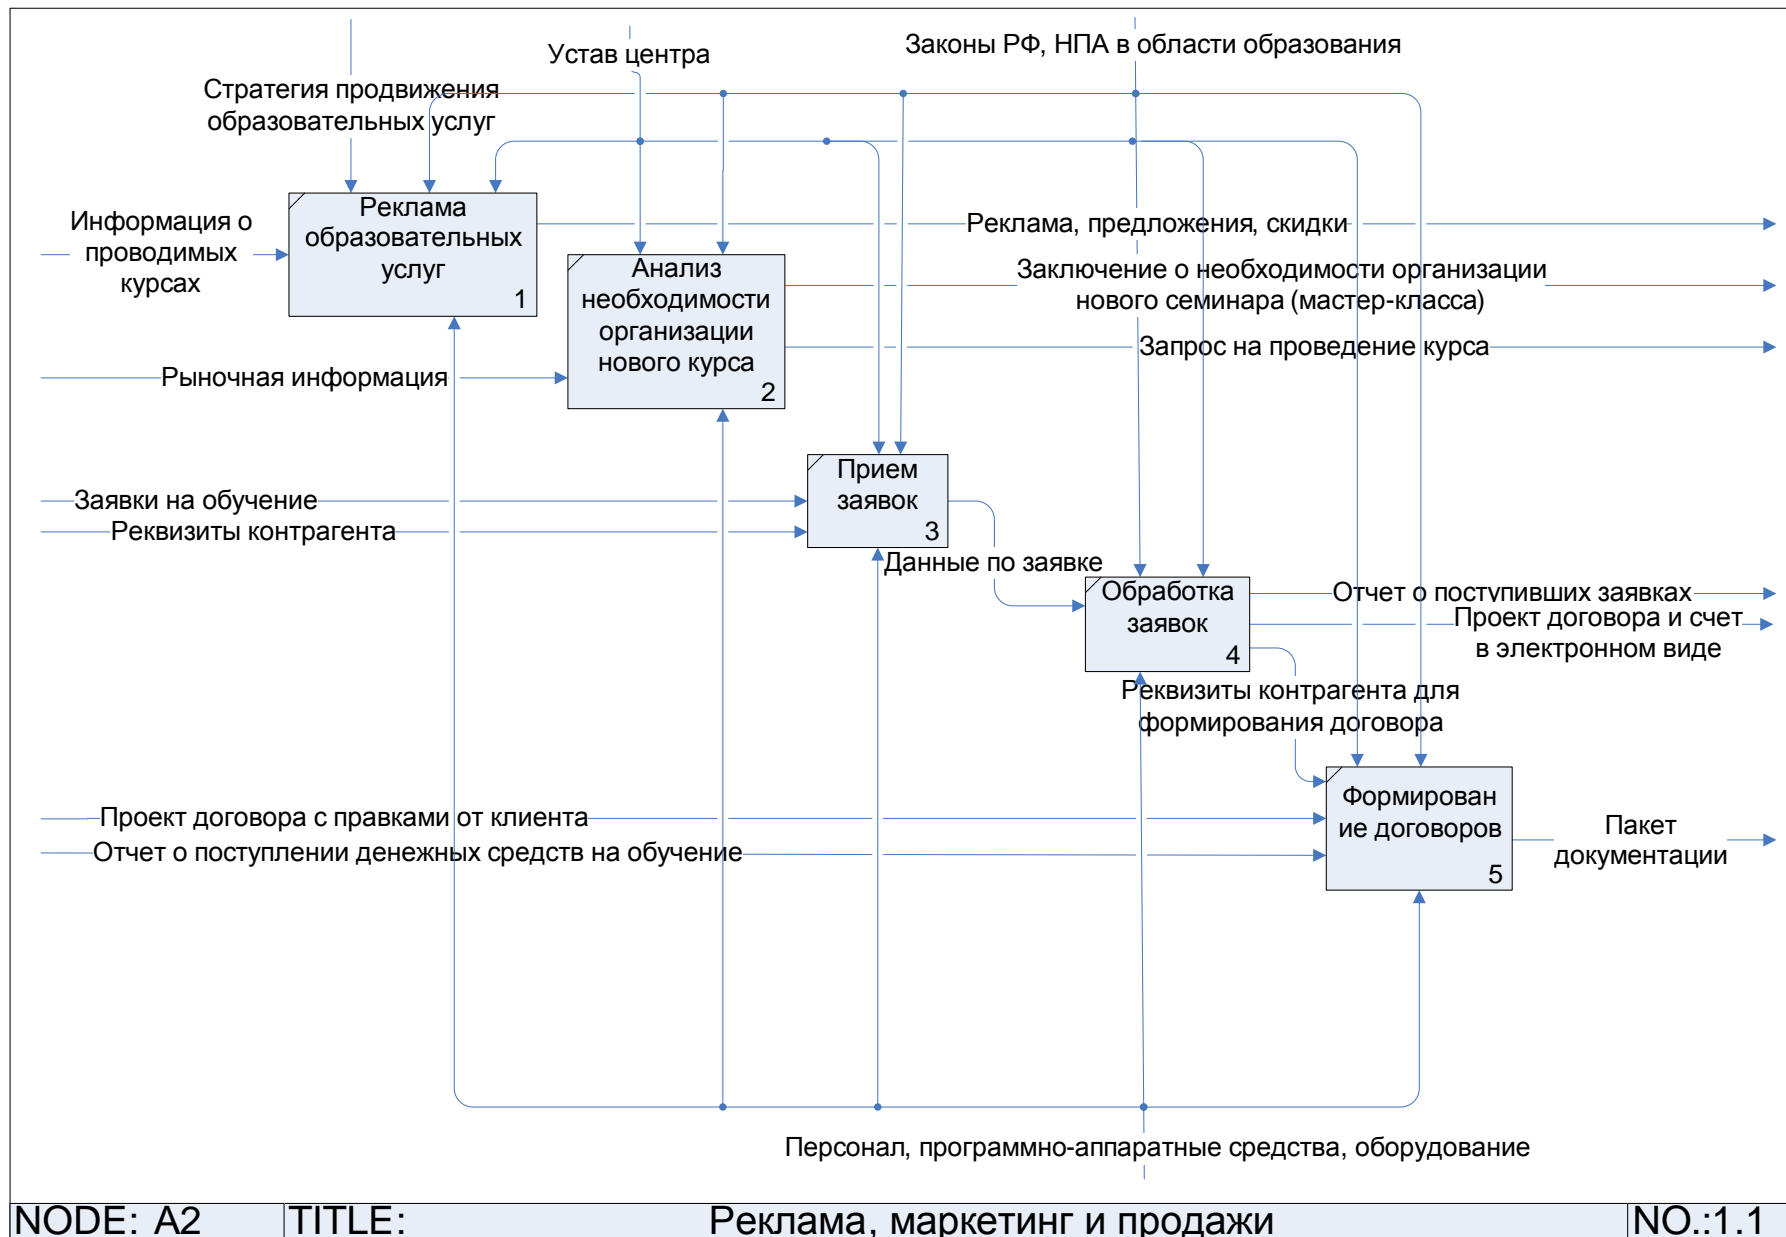 Устав центра
Законы РФ, НПА в области образования
Стратегия продвижения
образовательных услуг
Информация о
проводимых
курсах
Реклама
образовательных
услуг
1
Реклама, предложения, скидки
Анализ
необходимости
организации
нового курса
2
Заключение о необходимости организации
нового семинара (мастер-класса)
Запрос на проведение курса
Рыночная информация
Прием
заявок
3
Заявки на обучение
Реквизиты контрагента
Данные по заявке
Обработка
заявок
4
Отчет о поступивших заявках
Проект договора и счет
в электронном виде
Реквизиты контрагента для
формирования договора
Формирован
ие договоров
5
Проект договора с правками от клиента
Отчет о поступлении денежных средств на обучение
Пакет
документации
Персонал, программно-аппаратные средства, оборудование
NODE: A2
TITLE:
Реклама, маркетинг и продажи
NO.:1.1